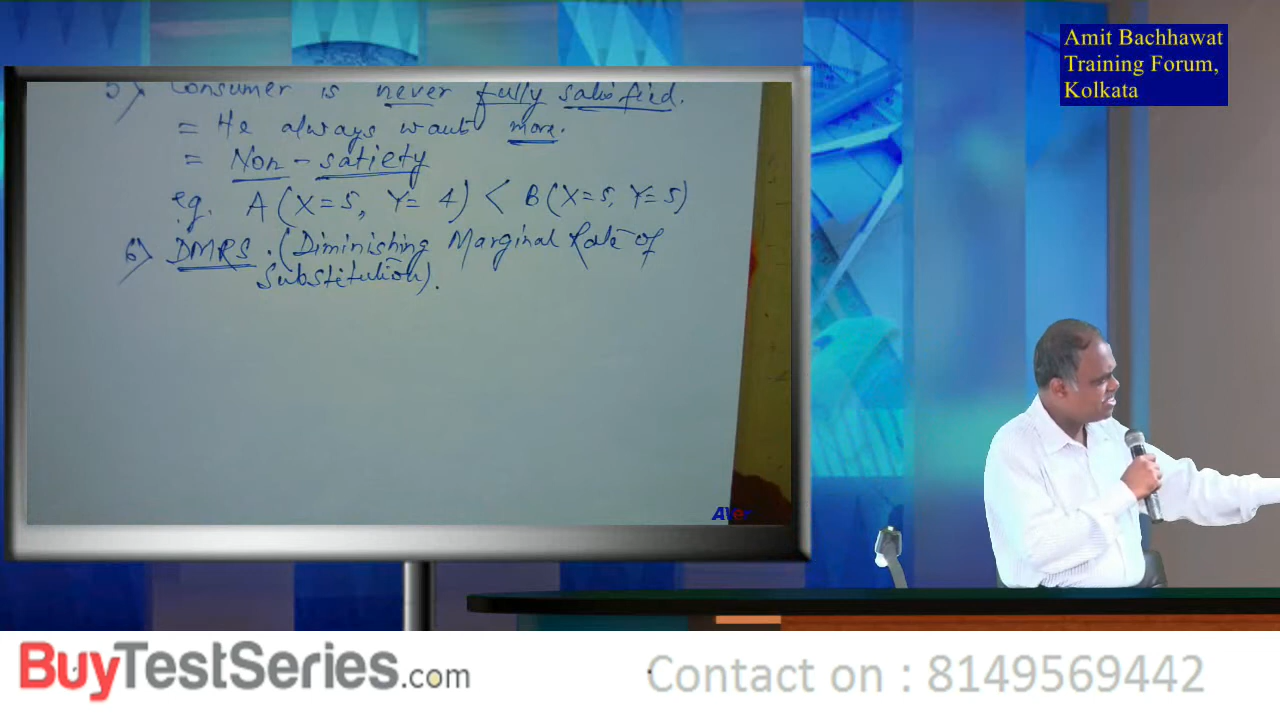 Amit Bachhawat
Training Forum,
Kolkata
5) Consumer is never fully satisfied.
= He always want more.
= Non-satiety
eg. A (X=5, Y= 4) < B(X=5, Y=5)
6) DMRS. (Diminishing Marginal Rate of
Substitution).
AVer
BuyTestSeries.com
Contact on : 8149569442